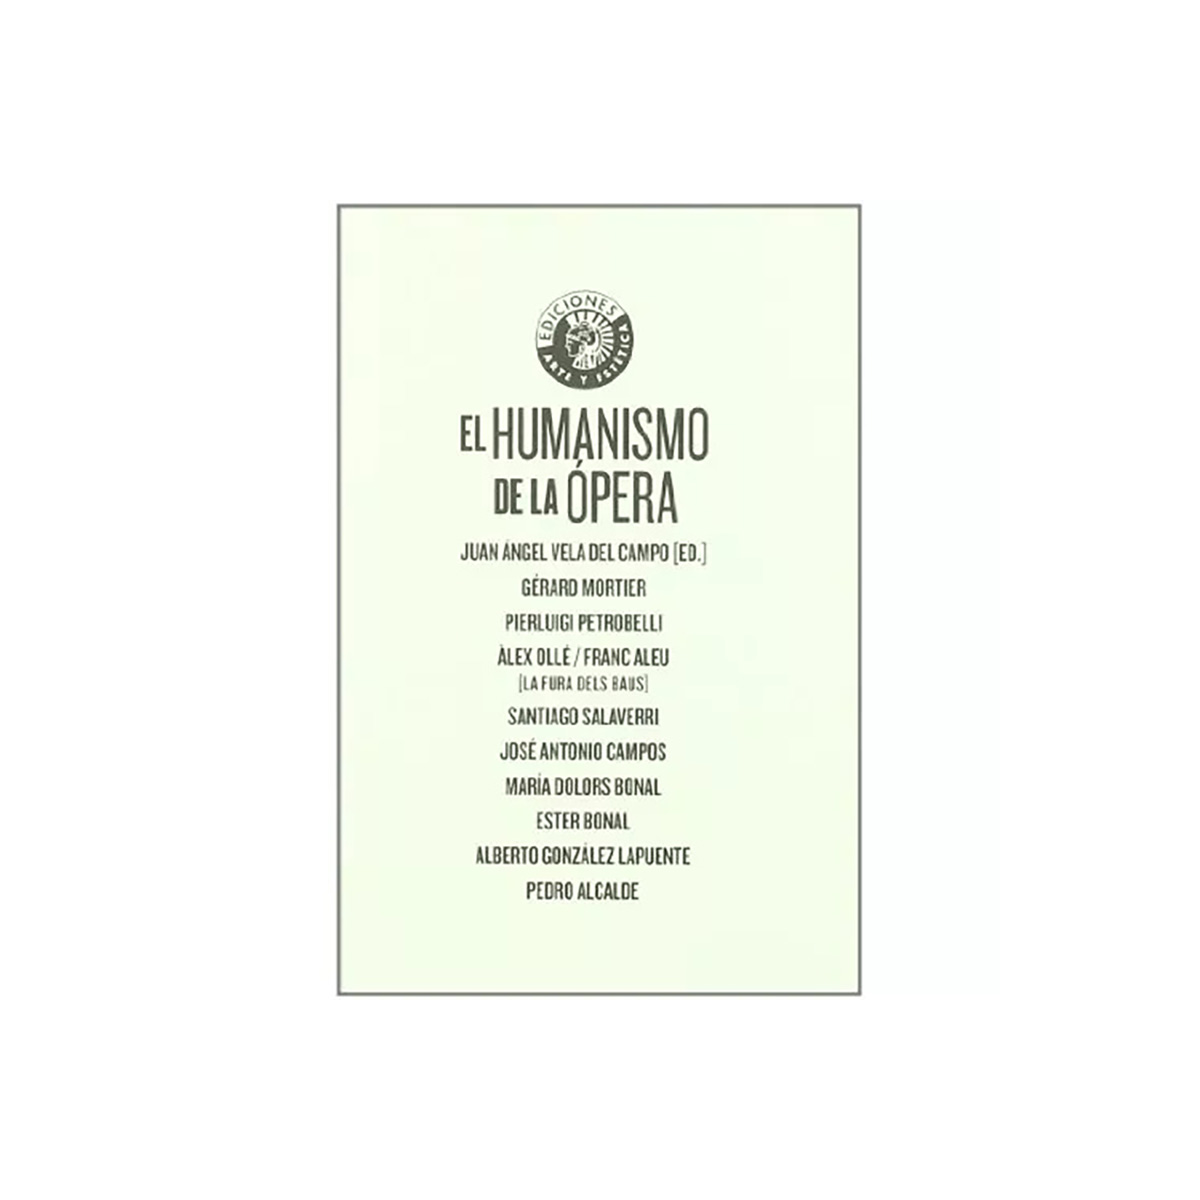 EDICIONES
ARTE Y ESTÉTICA
EL HUMANISMO
DE LA ÓPERA
JUAN ÁNGEL VELA DEL CAMPO [ED.]
GÉRARD MORTIER
PIERLUIGI PETROBELLI
ÀLEX OLLÉ / FRANC ALEU
[LA FURA DELS BAUS]
SANTIAGO SALAVERRI
JOSÉ ANTONIO CAMPOS
MARÍA DOLORS BONAL
ESTER BONAL
ALBERTO GONZÁLEZ LAPUENTE
PEDRO ALCALDE